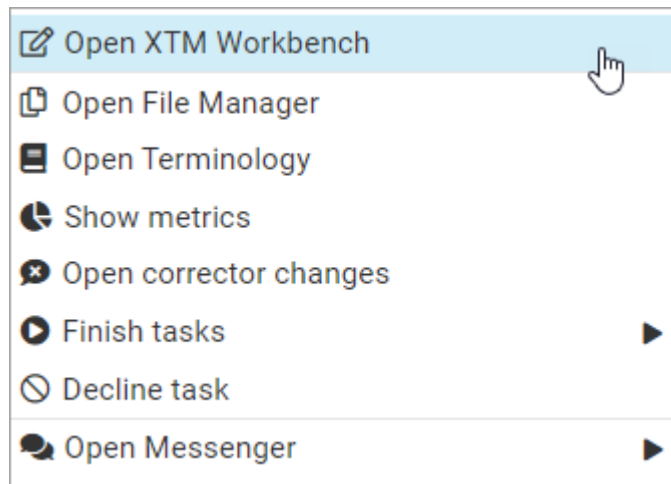 Open XTM Workbench
Open File Manager
Open Terminology
Show metrics
Open corrector changes
Finish tasks
Decline task
Open Messenger